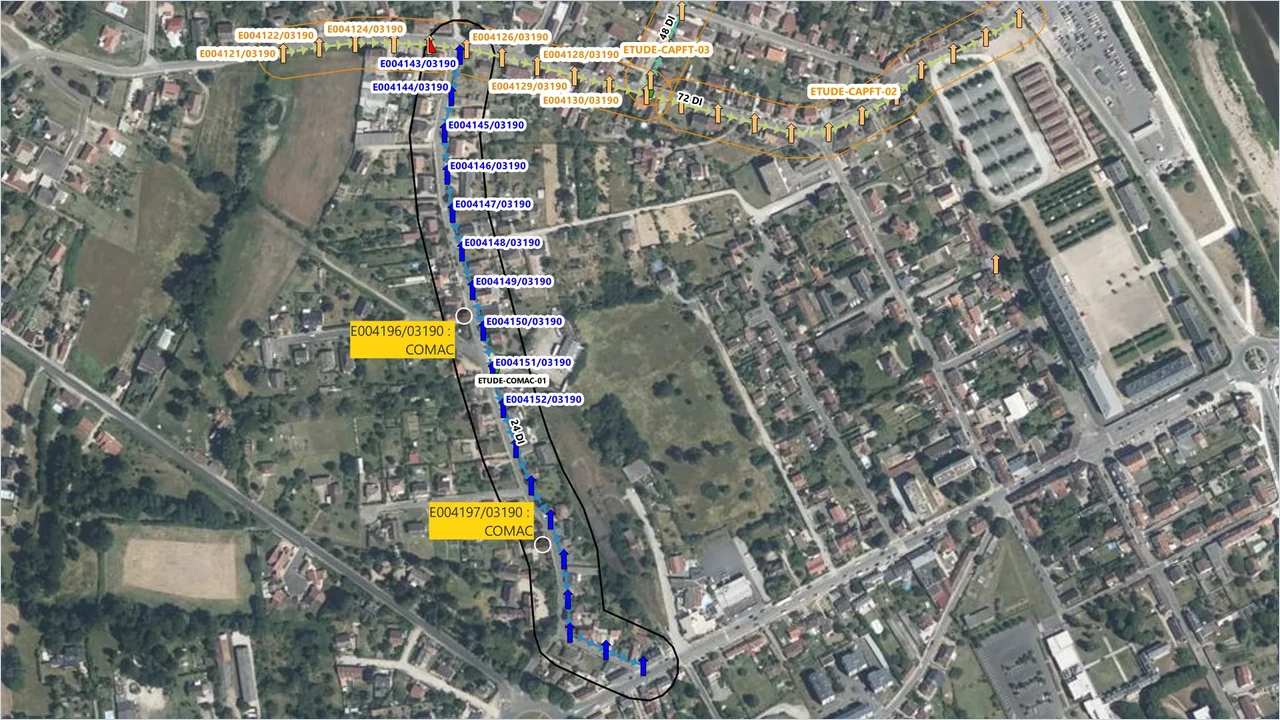 48 DI
E004124/03190
E004122/03190
E004126/03190
E004121/03190
ETUDE-CAPFT-03
E004128/03190
E004143/03190
E004144/03190
E004129/03190
ETUDE-CAPFT-02
E004130/03190
72 DI
E004145/03190
E004146/03190
E004147/03190
E004148/03190
E004149/03190
E004150/03190
E004196/03190 :
COMAC
E004151/03190
ETUDE-COMAC-01
E004152/03190
24 DI
E004197/03190 :
COMAC